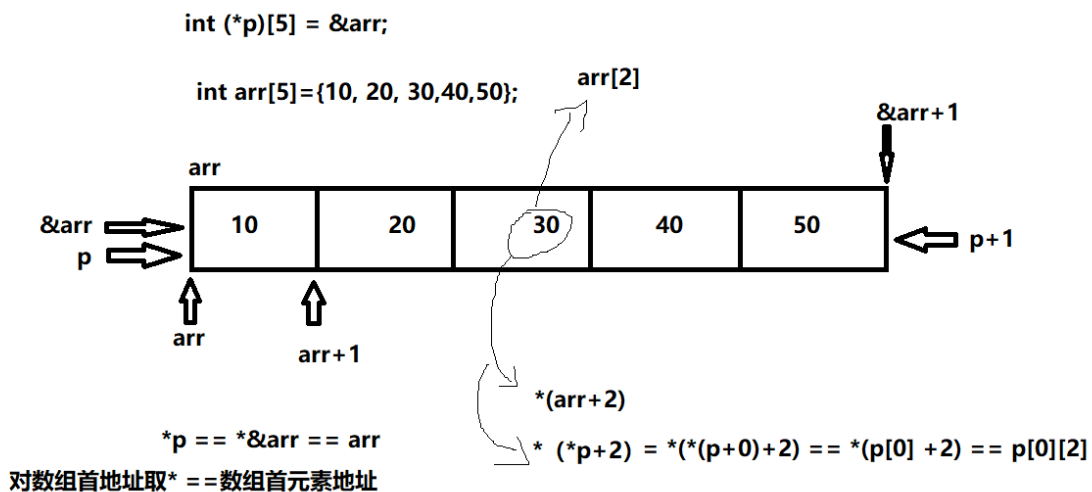 int (*p)[5] = &arr;
int arr[5]={10, 20, 30,40,50};
arr[2]
&arr+1
arr
&arr
10
20
30
40
50
p
p+1
arr
arr+1
*(arr+2)
*p == *&arr == arr
* (*p+2) = *(*(p+0)+2) == *(p[0] +2) == p[0][2]
对数组首地址取* ==数组首元素地址